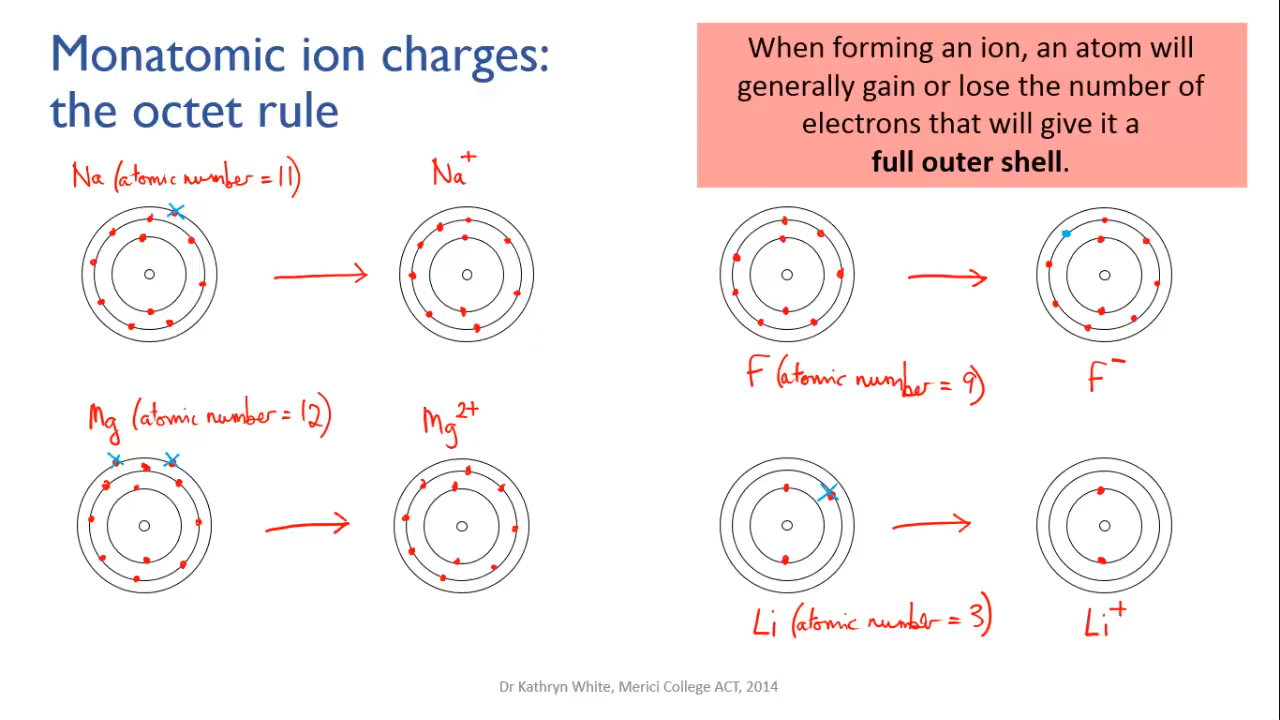 Monatomic ion charges:
the octet rule
When forming an ion, an atom will
generally gain or lose the number of
electrons that will give it a
full outer shell.
Na (atomic number = 11)
Na⁺
F (atomic number = 9)
F⁻
Mg (atomic number = 12)
Mg²⁺
Li (atomic number = 3)
Li⁺
Dr Kathryn White, Merici College ACT, 2014